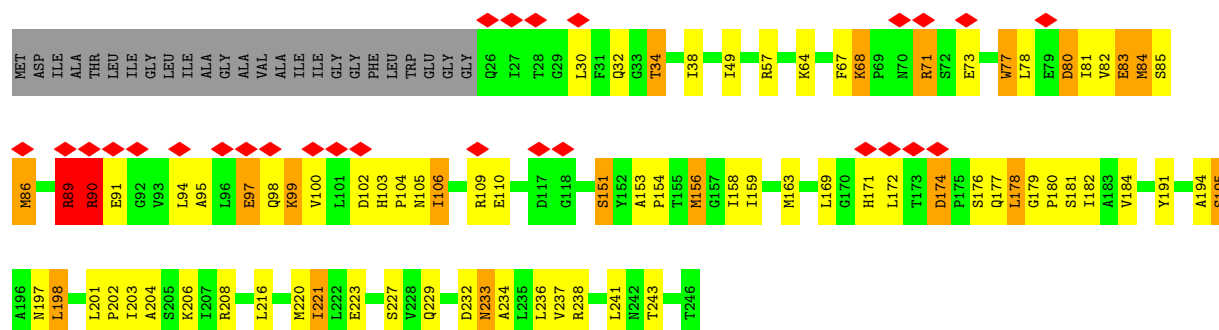 MET ASP ILE ALA THR LEU ILE GLY LEU ILE ALA GLY ALA VAL ALA ILE ILE GLY GLY PHE LEU TRP GLU GLY GLY Q26 I27 T28 G29 L30 F31 Q32 G33 T34 I38 I49 R57 K64 F67 K68 P69 N70 R71 S72 E73 W77 L78 E79 D80 I81 V82 E83 M84 S85
M86 R89 R90 E91 G92 V93 L94 A95 L96 E97 Q98 K99 V100 L101 D102 H103 P104 N105 I106 R109 E110 D117 G118 S151 Y152 A153 P154 T155 M156 G157 I158 I159 M163 L169 G170 H171 L172 T173 D174 P175 S176 Q177 L178 G179 P180 S181 I182 A183 V184 Y191 A194 S195
A196 N197 L198 L201 P202 I203 A204 S205 K206 I207 R208 L216 M220 I221 L222 E223 S227 V228 Q229 D232 N233 A234 L235 L236 V237 R238 L241 N242 T243 T246